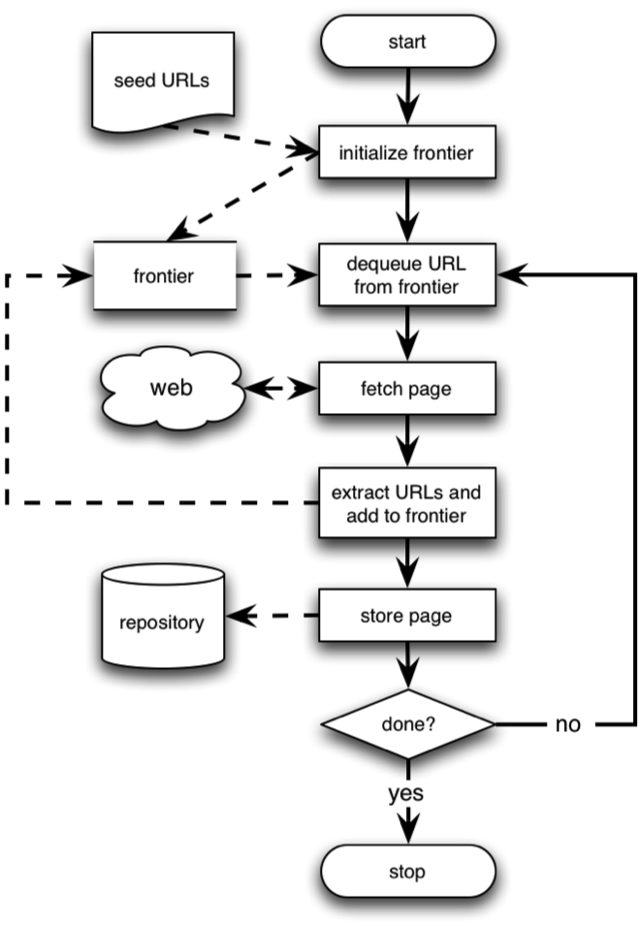 start
seed URLs
initialize frontier
frontier
dequeue URL
from frontier
web
fetch page
extract URLs and
add to frontier
repository
store page
done?
no
yes
stop